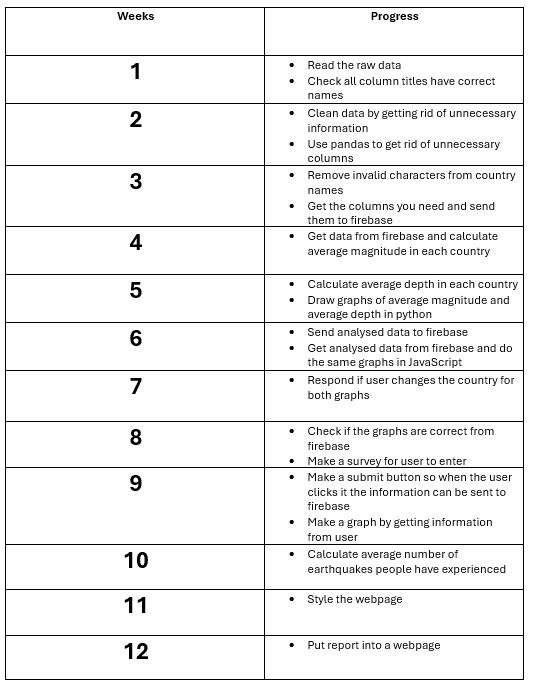 Weeks Progress
1
• Read the raw data
• Check all column titles have correct
names
2
• Clean data by getting rid of unnecessary
information
• Use pandas to get rid of unnecessary
columns
3
• Remove invalid characters from country
names
• Get the columns you need and send
them to firebase
4
• Get data from firebase and calculate
average magnitude in each country
5
• Calculate average depth in each country
• Draw graphs of average magnitude and
average depth in python
6
• Send analysed data to firebase
• Get analysed data from firebase and do
the same graphs in JavaScript
7
• Respond if user changes the country for
both graphs
8
• Check if the graphs are correct from
firebase
• Make a survey for user to enter
9
• Make a submit button so when the user
clicks it the information can be sent to
firebase
• Make a graph by getting information
from user
10
• Calculate average number of
earthquakes people have experienced
11
• Style the webpage
12
• Put report into a webpage